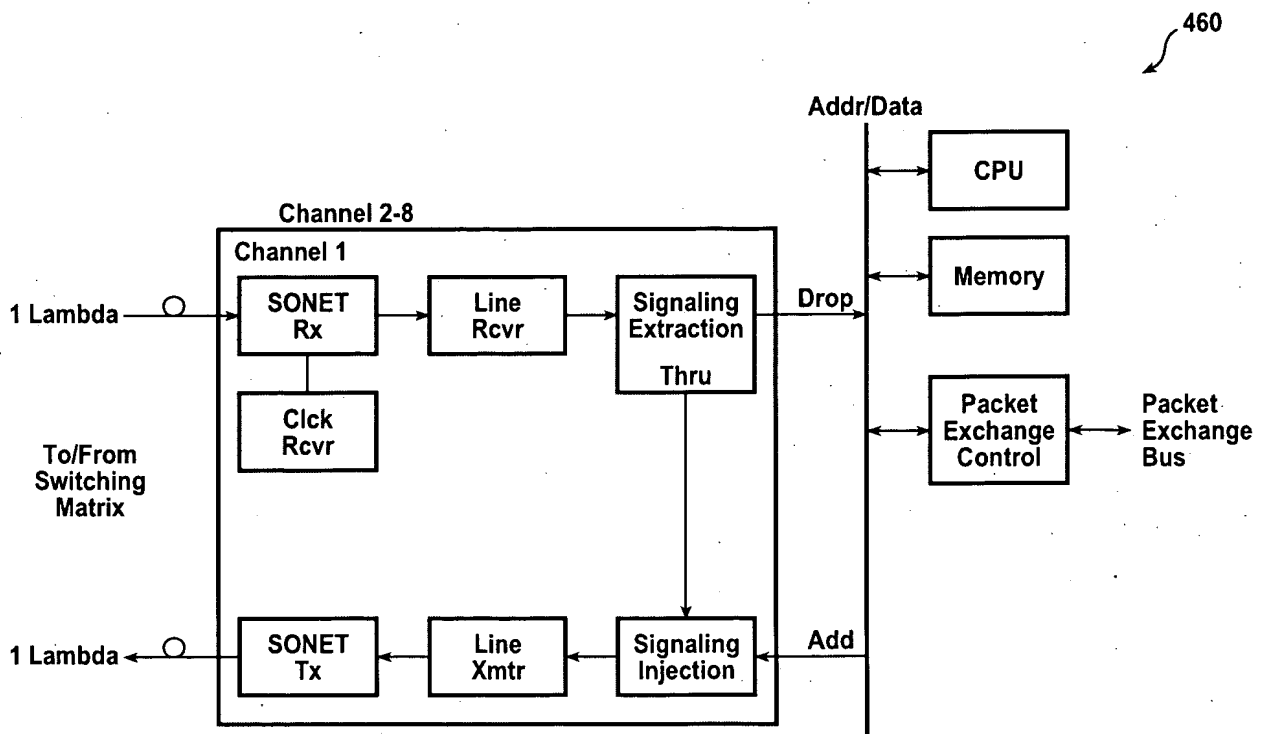 460
Addr/Data
CPU
Channel 2-8
Channel 1
Memory
1 Lambda
SONET
Rx
Line
Rcvr
Signaling
Extraction
Thru
Drop
Clck
Rcvr
Packet
Exchange
Control
Packet
Exchange
Bus
To/From
Switching
Matrix
1 Lambda
SONET
Tx
Line
Xmtr
Signaling
Injection
Add